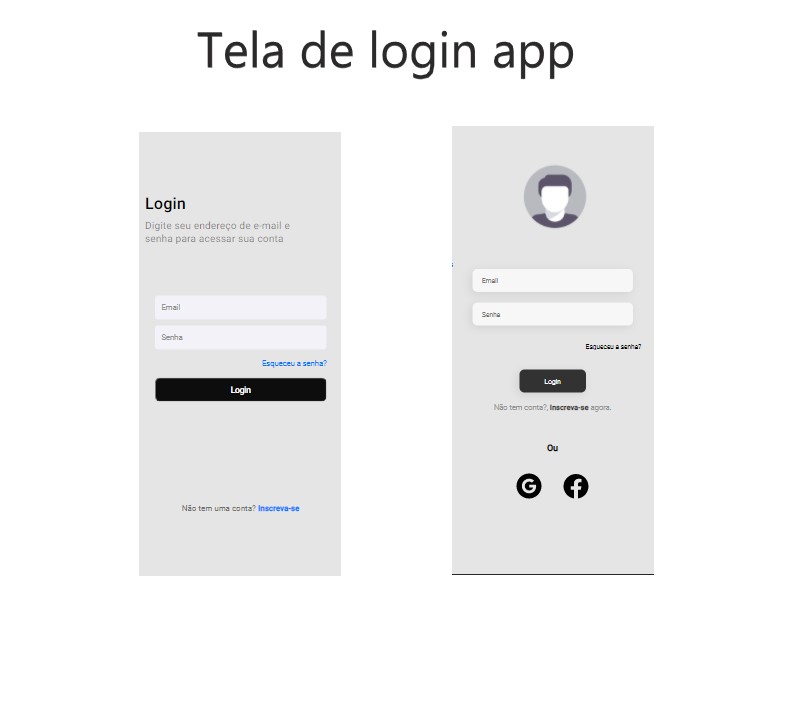 Tela de login app
Login
Digite seu endereço de e-mail e
senha para acessar sua conta
Email
Senha
Esqueceu a senha?
Login
Não tem uma conta? Inscreva-se
Email
Senha
Esqueceu a senha?
Login
Não tem conta?, Inscreva-se agora.
Ou